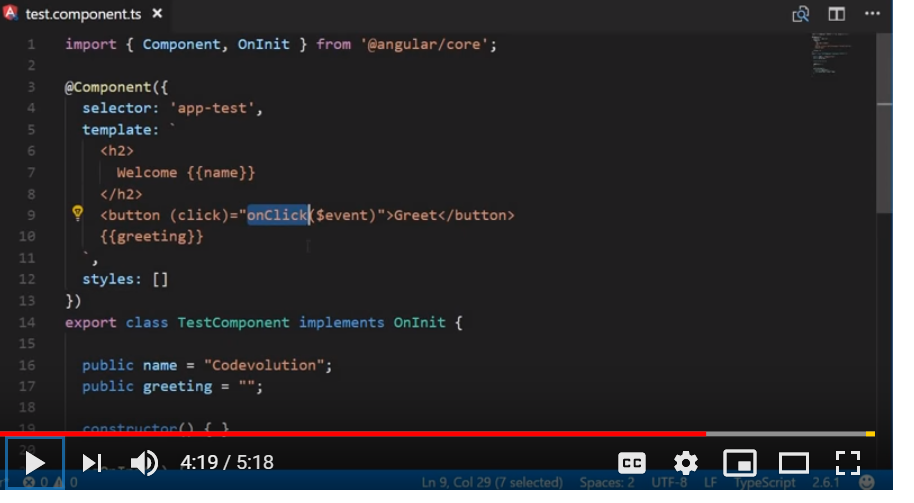 test.component.ts
1 import { Component, OnInit } from '@angular/core';
2
3 @Component({
4 selector: 'app-test',
5 template: `
6 <h2>
7 Welcome {{name}}
8 </h2>
9 <button (click)="onClick($event)">Greet</button>
10 {{greeting}}
11 `,
12 styles: []
13 })
14 export class TestComponent implements OnInit {
15
16 public name = "Codevolution";
17 public greeting = "";
18
19 constructor() { }
20
4:19 / 5:18
CC
0 0
Ln 9, Col 29 (7 selected) Spaces: 2 UTF-8 LF TypeScript 2.6.1